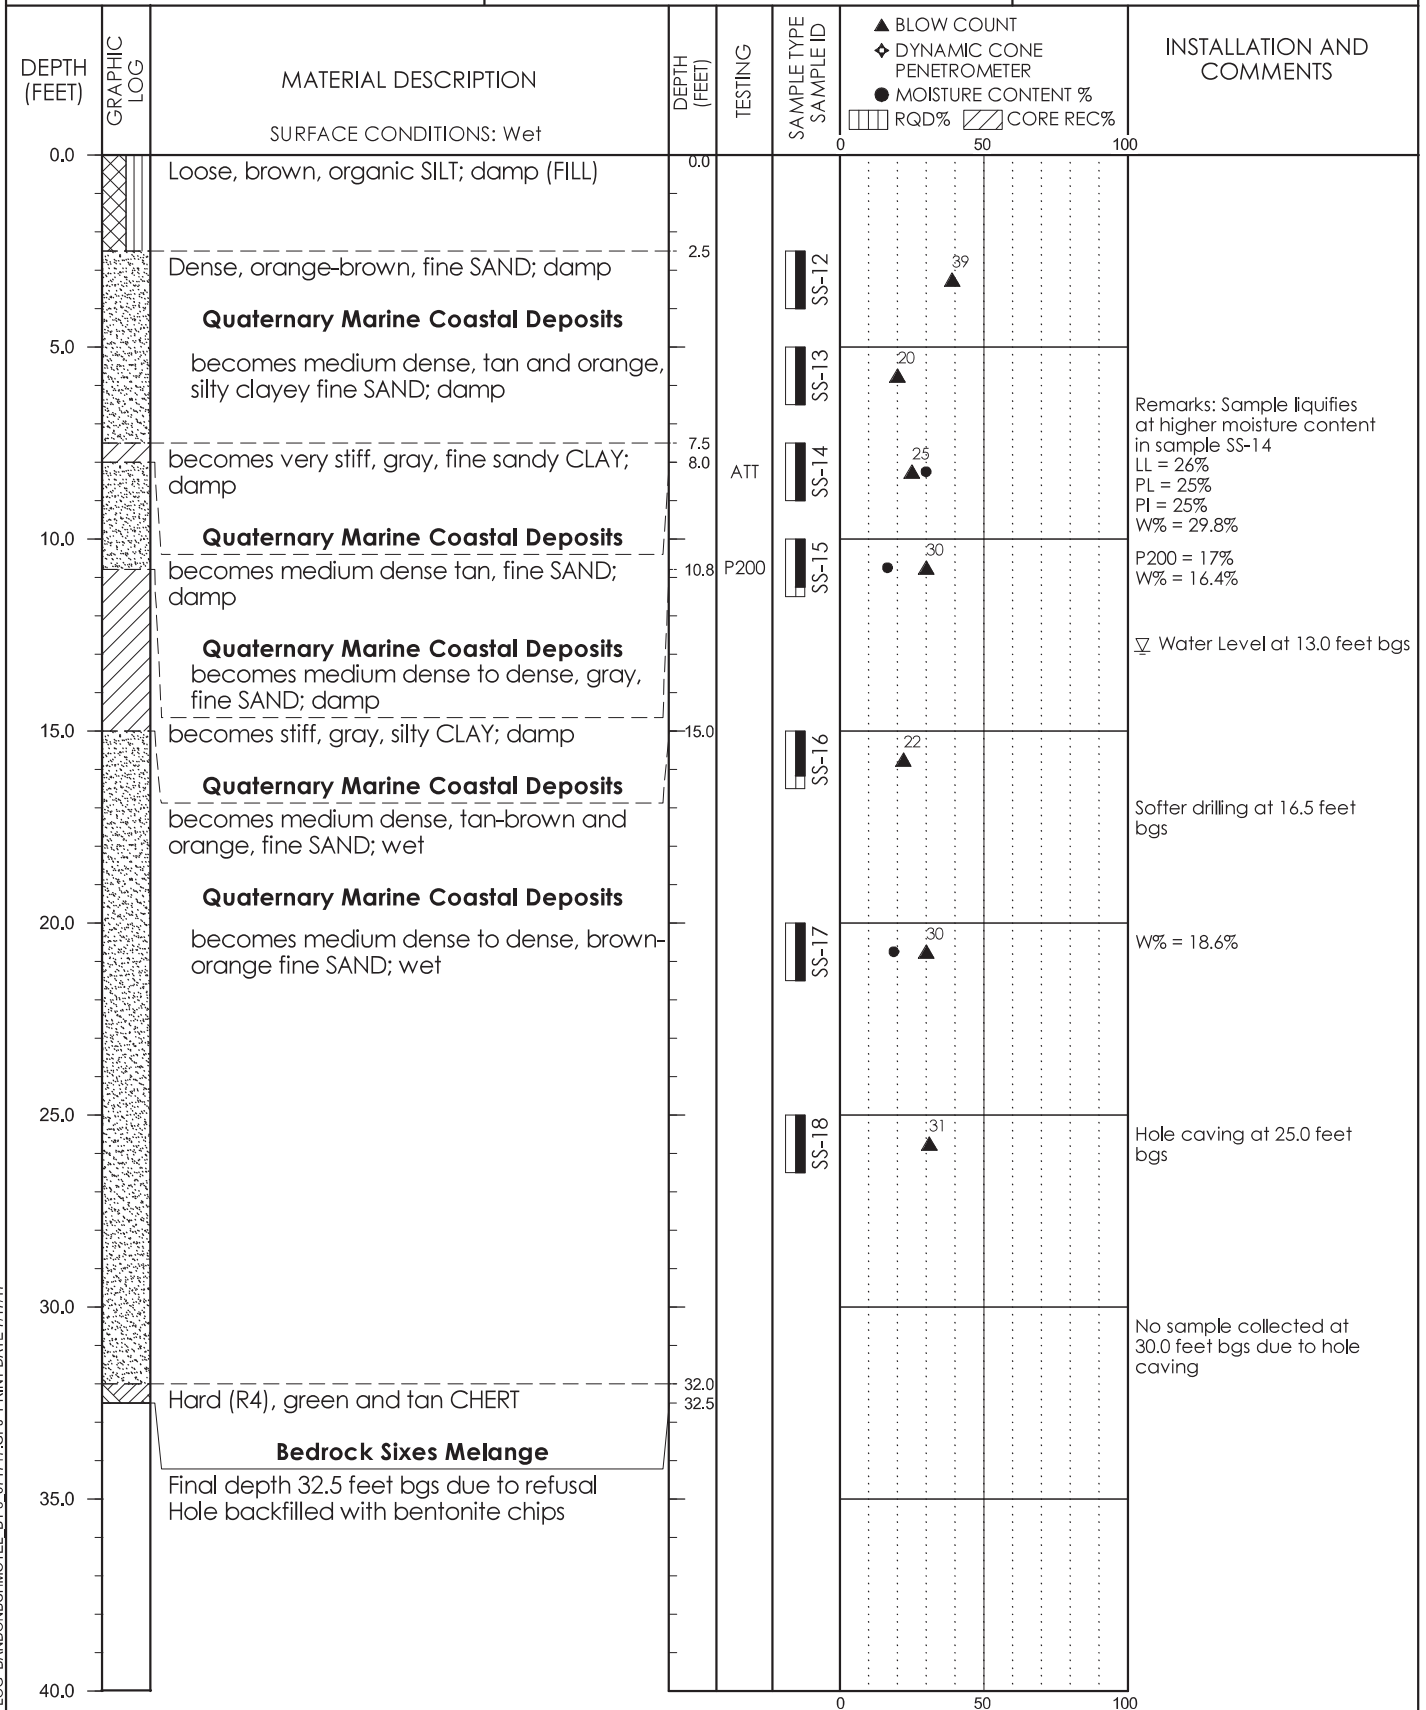 DEPTH
(FEET)
GRAPHIC
LOG
MATERIAL DESCRIPTION
SURFACE CONDITIONS: Wet
DEPTH
(FEET)
TESTING
SAMPLE TYPE
SAMPLE ID
▲ BLOW COUNT
DYNAMIC CONE
PENETROMETER
● MOISTURE CONTENT %
RQD% CORE REC%
INSTALLATION AND
COMMENTS
0 50 100
0.0
Loose, brown, organic SILT; damp (FILL)
0.0
2.5
Dense, orange-brown, fine SAND; damp
SS-12
39
Quaternary Marine Coastal Deposits
5.0
becomes medium dense, tan and orange,
silty clayey fine SAND; damp
SS-13
20
Remarks: Sample liquifies
at higher moisture content
in sample SS-14
LL = 26%
PL = 25%
PI = 25%
W% = 29.8%
7.5
becomes very stiff, gray, fine sandy CLAY;
damp
8.0
ATT
SS-14
25
Quaternary Marine Coastal Deposits
10.0
becomes medium dense tan, fine SAND;
damp
10.8
P200
SS-15
30
P200 = 17%
W% = 16.4%
Quaternary Marine Coastal Deposits
becomes medium dense to dense, gray,
fine SAND; damp
Water Level at 13.0 feet bgs
15.0
becomes stiff, gray, silty CLAY; damp
15.0
SS-16
22
Quaternary Marine Coastal Deposits
becomes medium dense, tan-brown and
orange, fine SAND; wet
Softer drilling at 16.5 feet
bgs
Quaternary Marine Coastal Deposits
20.0
becomes medium dense to dense, brown-
orange fine SAND; wet
SS-17
30
W% = 18.6%
25.0
SS-18
31
Hole caving at 25.0 feet
bgs
30.0
No sample collected at
30.0 feet bgs due to hole
caving
32.0
Hard (R4), green and tan CHERT
32.5
Bedrock Sixes Melange
Final depth 32.5 feet bgs due to refusal
Hole backfilled with bentonite chips
35.0
40.0
0 50 100